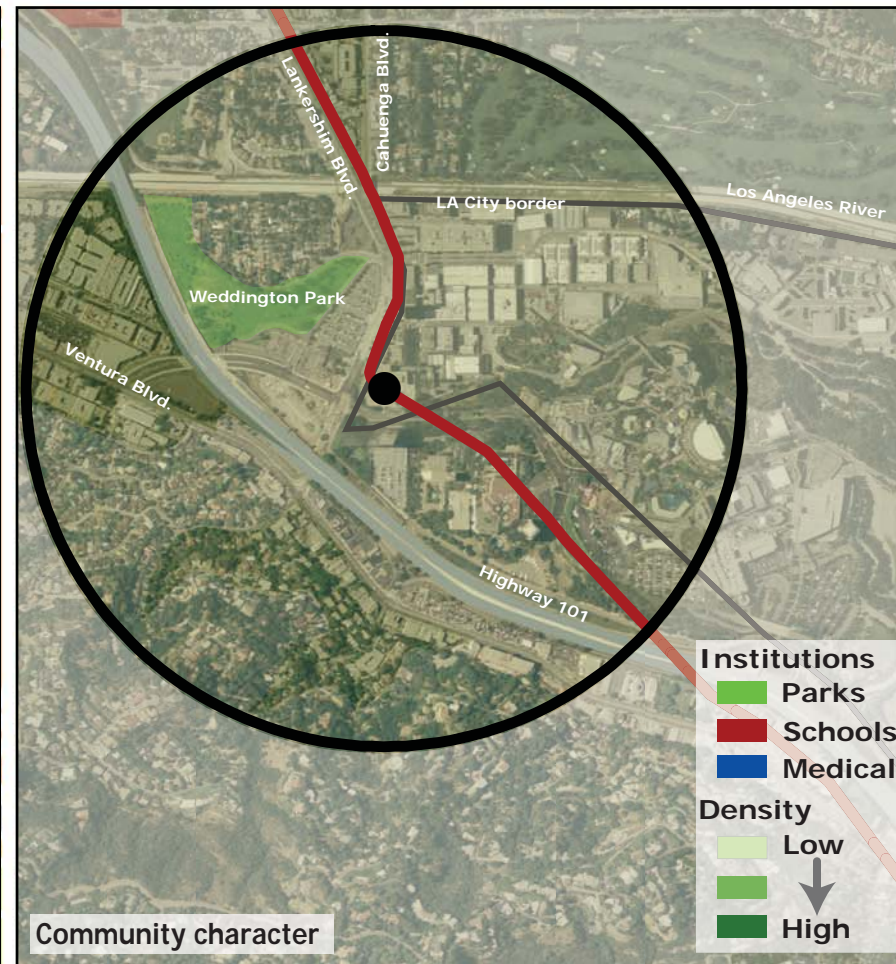 Lankershim Blvd.
Cahuenga Blvd.
LA City border
Los Angeles River
Weddington Park
Ventura Blvd.
Highway 101
Institutions
Parks
Schools
Medical
Density
Low
High
Community character